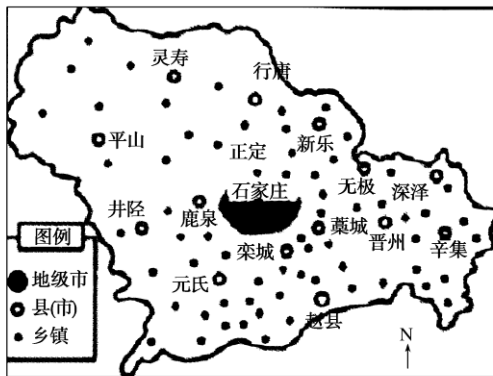 灵寿
行唐
平山
正定
新乐
井陉
鹿泉
石家庄
无极
深泽
藁城
晋州
辛集
栾城
元氏
赵县
图例
地级市
县(市)
乡镇
N